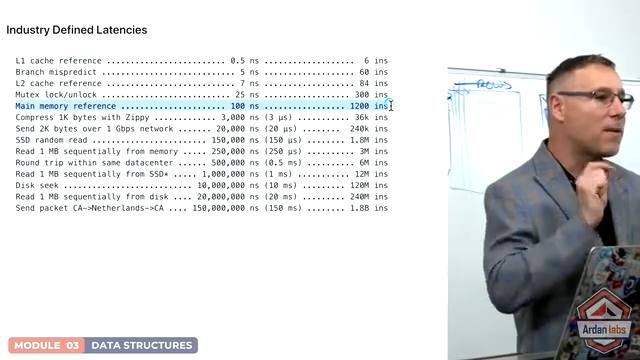 Industry Defined Latencies
L1 cache reference ......................... 0.5 ns ................... 6 ins
Branch mispredict ............................ 5 ns ................... 60 ins
L2 cache reference ........................... 7 ns ................... 84 ins
Mutex lock/unlock ........................... 25 ns .................. 300 ins
Main memory reference ...................... 100 ns ................. 1200 ins
Compress 1K bytes with Zippy ............. 3,000 ns (3 µs) ........... 36k ins
Send 2K bytes over 1 Gbps network ....... 20,000 ns (20 µs) ........ 240k ins
SSD random read ........................ 150,000 ns (150 µs) ........ 1.8M ins
Read 1 MB sequentially from memory ..... 250,000 ns (250 µs) .......... 3M ins
Round trip within same datacenter ...... 500,000 ns (0.5 ms) .......... 6M ins
Read 1 MB sequentially from SSD* ..... 1,000,000 ns (1 ms) ........... 12M ins
Disk seek ........................... 10,000,000 ns (10 ms) ......... 120M ins
Read 1 MB sequentially from disk .... 20,000,000 ns (20 ms) ......... 240M ins
Send packet CA->Netherlands->CA .... 150,000,000 ns (150 ms) ........ 1.8B ins
MODULE 03 DATA STRUCTURES
Ardan labs